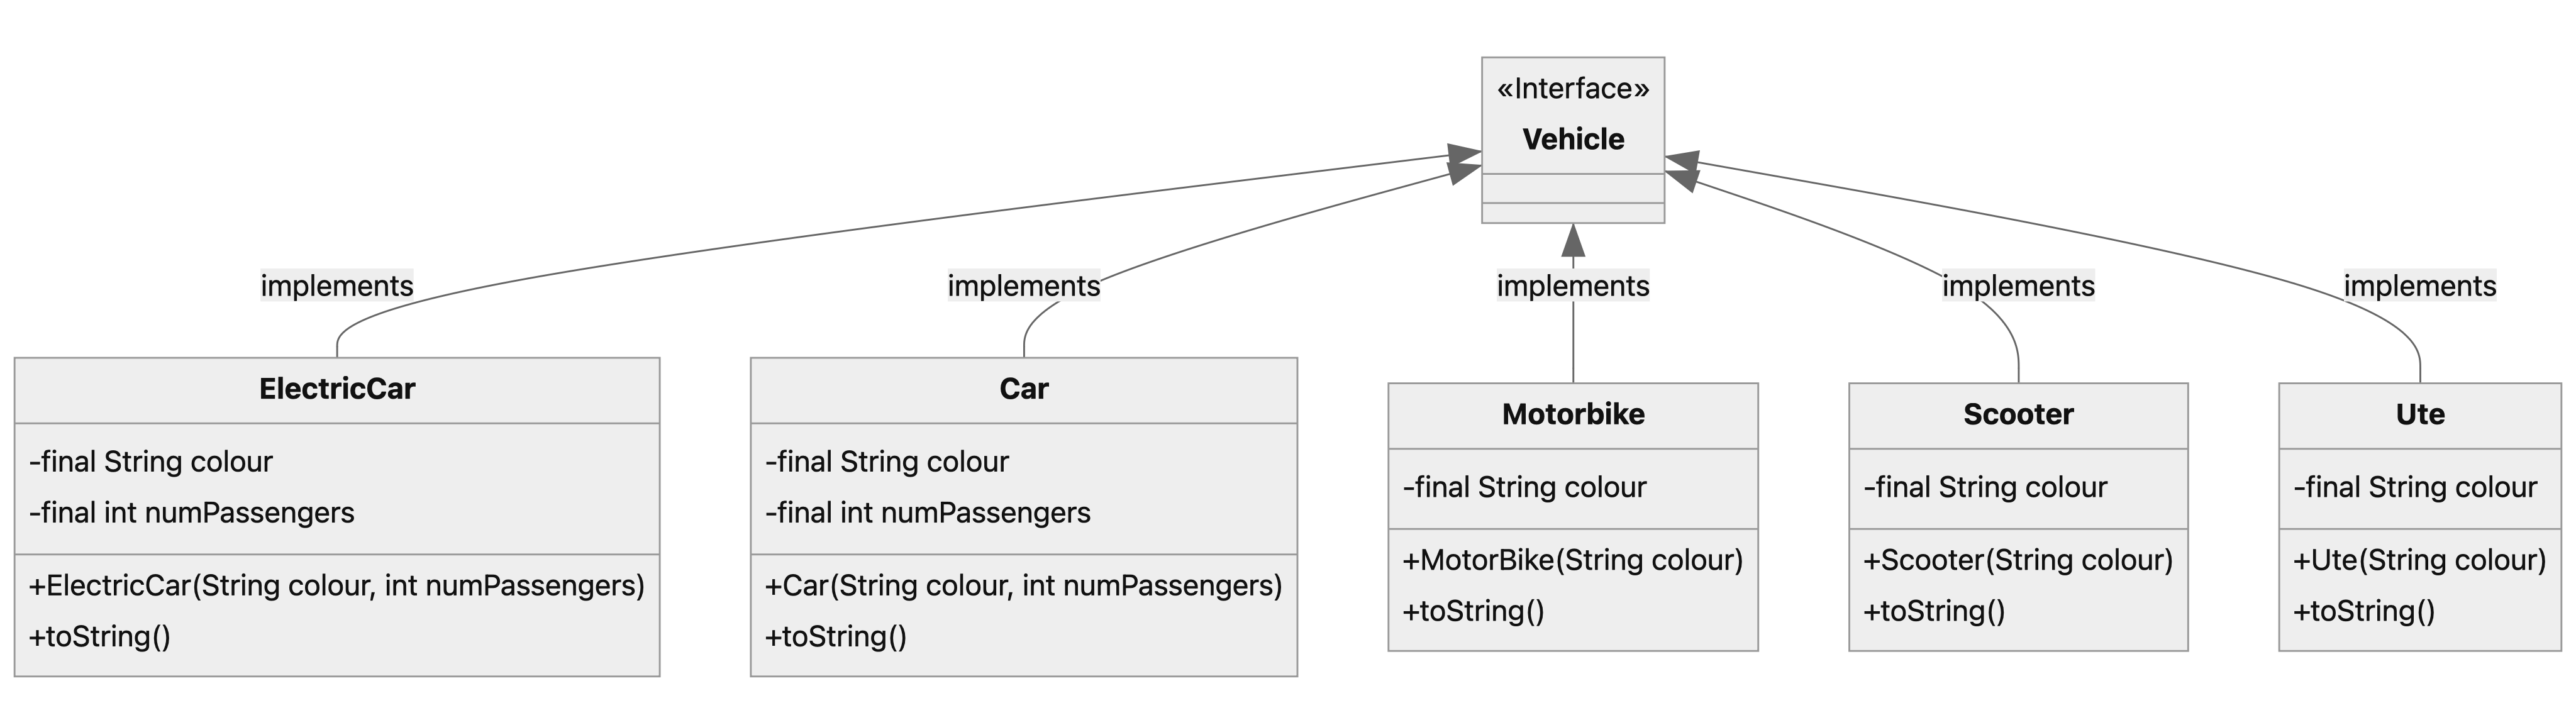 «Interface»
Vehicle
implements
implements
implements
implements
implements
ElectricCar
-final String colour
-final int numPassengers
+ElectricCar(String colour, int numPassengers)
+toString()
Car
-final String colour
-final int numPassengers
+Car(String colour, int numPassengers)
+toString()
Motorbike
-final String colour
+MotorBike(String colour)
+toString()
Scooter
-final String colour
+Scooter(String colour)
+toString()
Ute
-final String colour
+Ute(String colour)
+toString()